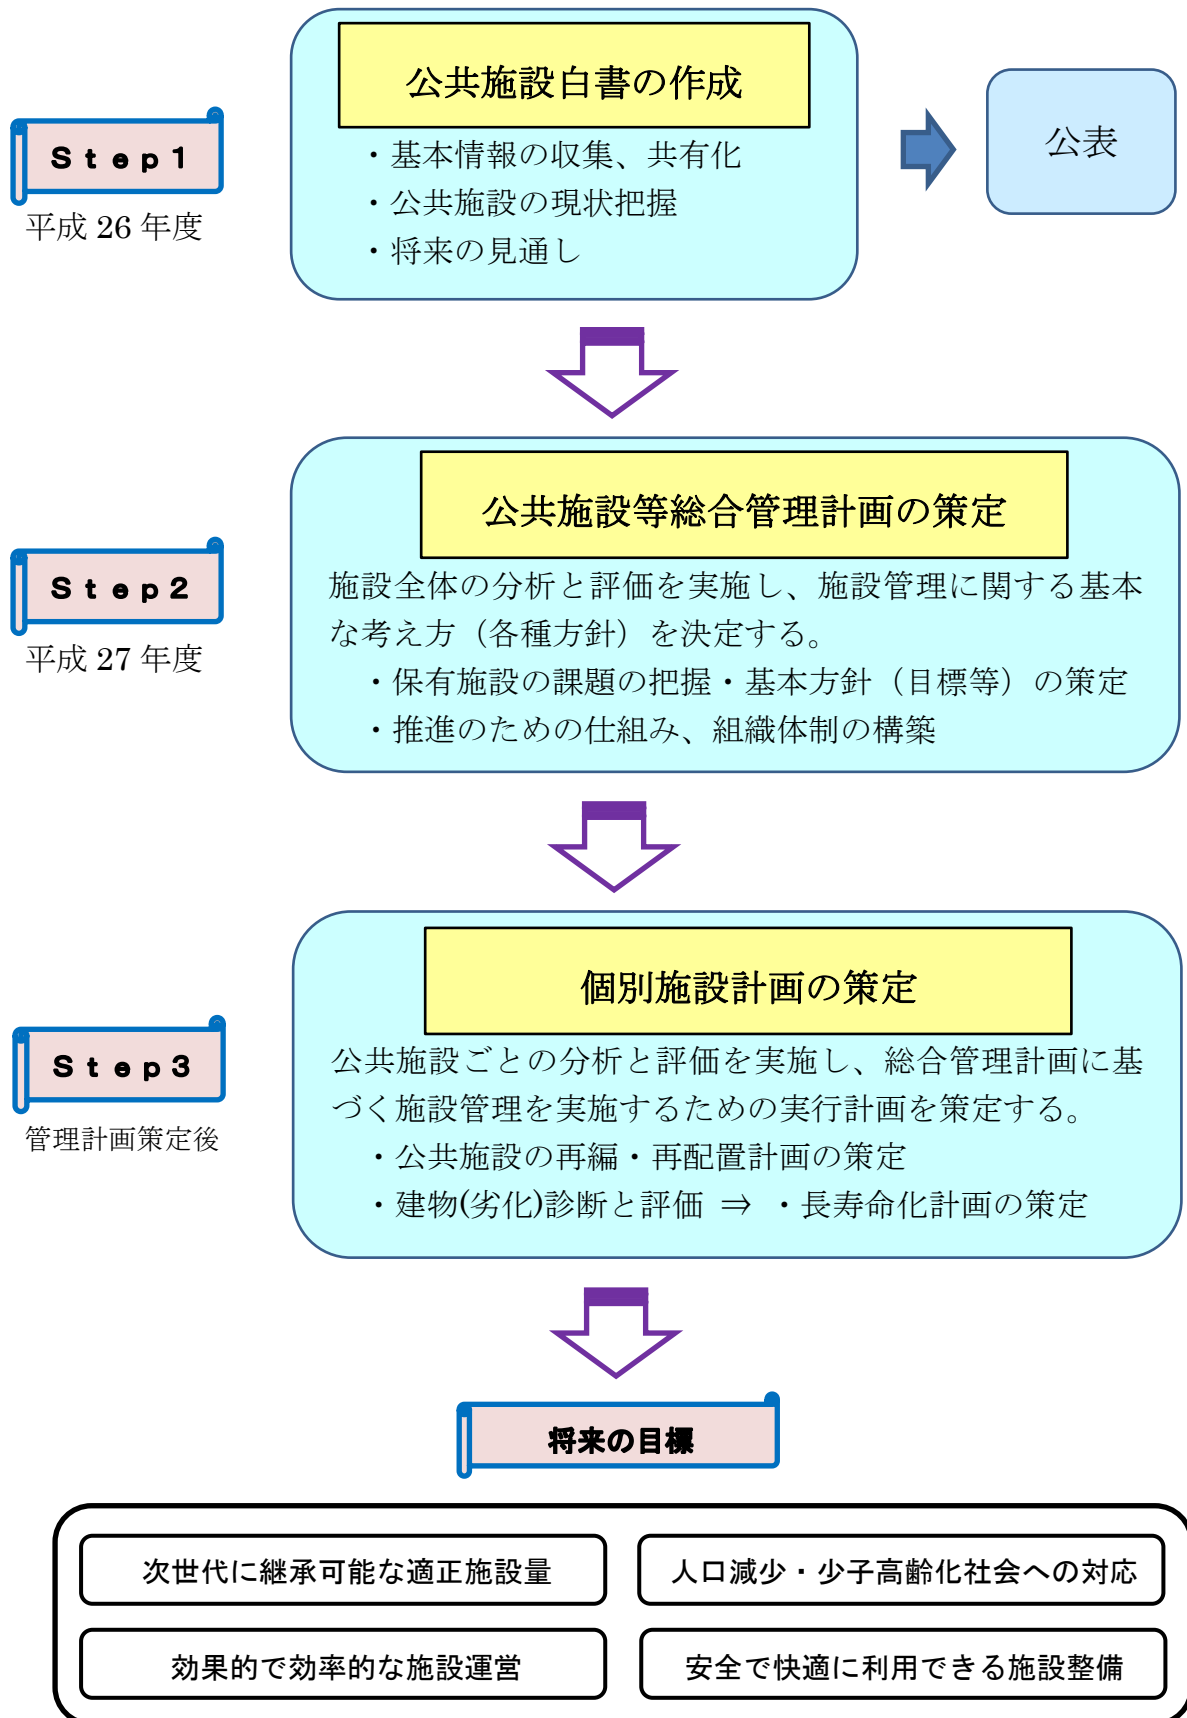 公共施設白書の作成
・基本情報の収集、共有化
・公共施設の現状把握
・将来の見通し
公表
Step1
平成 26 年度
公共施設等総合管理計画の策定
施設全体の分析と評価を実施し、施設管理に関する基本
な考え方（各種方針）を決定する。
・保有施設の課題の把握・基本方針（目標等）の策定
・推進のための仕組み、組織体制の構築
Step2
平成 27 年度
個別施設計画の策定
公共施設ごとの分析と評価を実施し、総合管理計画に基
づく施設管理を実施するための実行計画を策定する。
・公共施設の再編・再配置計画の策定
・建物(劣化)診断と評価 ⇒ ・長寿命化計画の策定
Step3
管理計画策定後
将来の目標
次世代に継承可能な適正施設量
人口減少・少子高齢化社会への対応
効果的で効率的な施設運営
安全で快適に利用できる施設整備